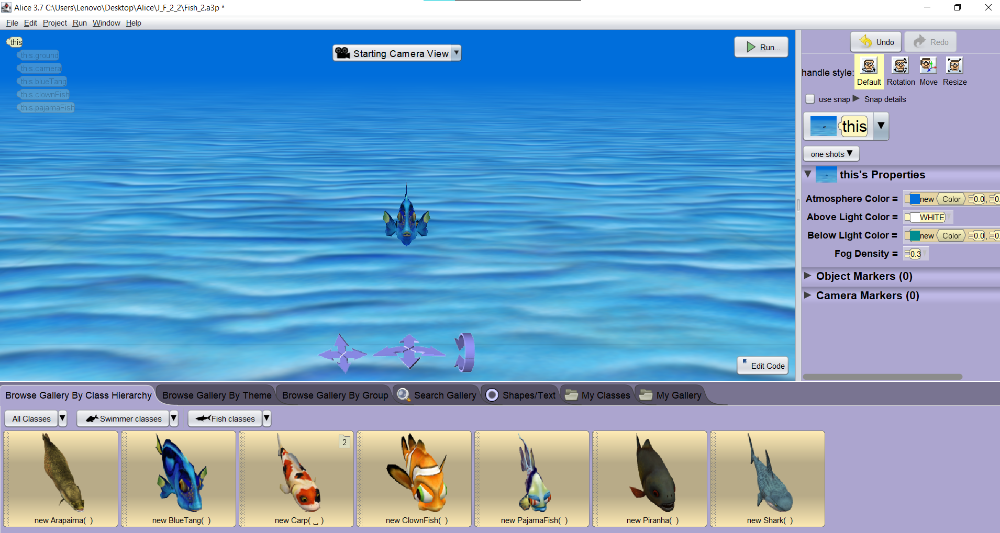 Alice 3.7 C:\Users\Lenovo\Desktop\Alice\J_F_2_2\Fish_2.a3p *
File Edit Project Run Window Help
this
this.ground
this.camera
this.blueTang
this.clownFish
this.pajamaFish
Starting Camera View
Run...
Edit Code
Undo Redo
handle style: Default Rotation Move Resize
use snap Snap details
this
one shots
this's Properties
Atmosphere Color = new Color 0.0, 0.
Above Light Color = WHITE
Below Light Color = new Color 0.0, 0.
Fog Density = 0.3
Object Markers (0)
Camera Markers (0)
Browse Gallery By Class Hierarchy Browse Gallery By Theme Browse Gallery By Group Search Gallery Shapes/Text My Classes My Gallery
All Classes Swimmer classes Fish classes
2
new Arapaima( ) new BlueTang( ) new Carp( ␣ ) new ClownFish( ) new PajamaFish( ) new Piranha( ) new Shark( )